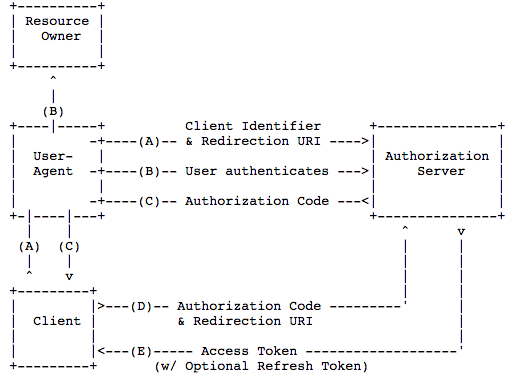 Resource
Owner
(B)
Client Identifier
(A) & Redirection URI
User-
Agent
(B) User authenticates
Authorization
Server
(C) Authorization Code
(A) (C)
Client
(D) Authorization Code
& Redirection URI
(E) Access Token
(w/ Optional Refresh Token)